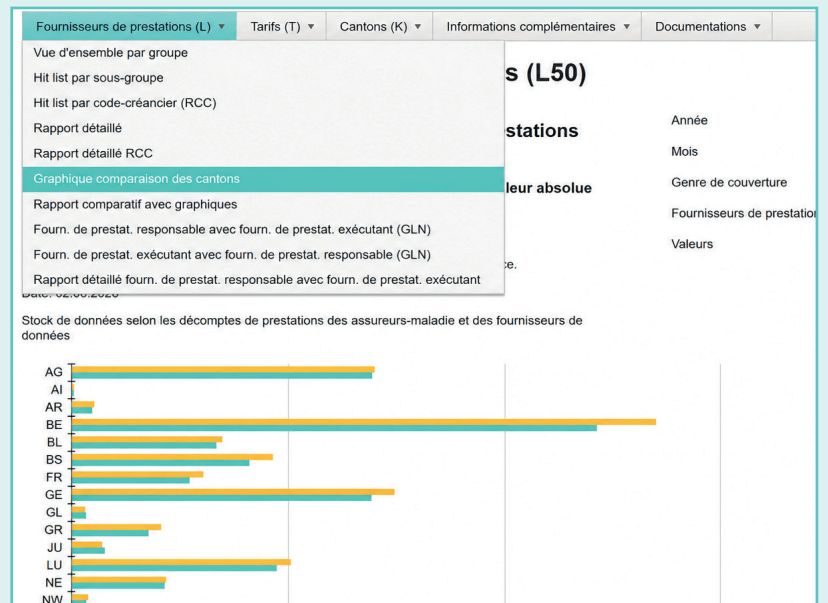 Fournisseurs de prestations (L) Tarifs (T) Cantons (K) Informations complémentaires Documentations
Vue d'ensemble par groupe
Hit list par sous-groupe
Hit list par code-créancier (RCC)
Rapport détaillé
Rapport détaillé RCC
Graphique comparaison des cantons
Rapport comparatif avec graphiques
Fourn. de prestat. responsable avec fourn. de prestat. exécutant (GLN)
Fourn. de prestat. exécutant avec fourn. de prestat. responsable (GLN)
Rapport détaillé fourn. de prestat. responsable avec fourn. de prestat. exécutant
s (L50)
stations
leur absolue
ce.
Année
Mois
Genre de couverture
Fournisseurs de prestation
Valeurs
Stock de données selon les décomptes de prestations des assureurs-maladie et des fournisseurs de
données
AG
AI
AR
BE
BL
BS
FR
GE
GL
GR
JU
LU
NE
NW